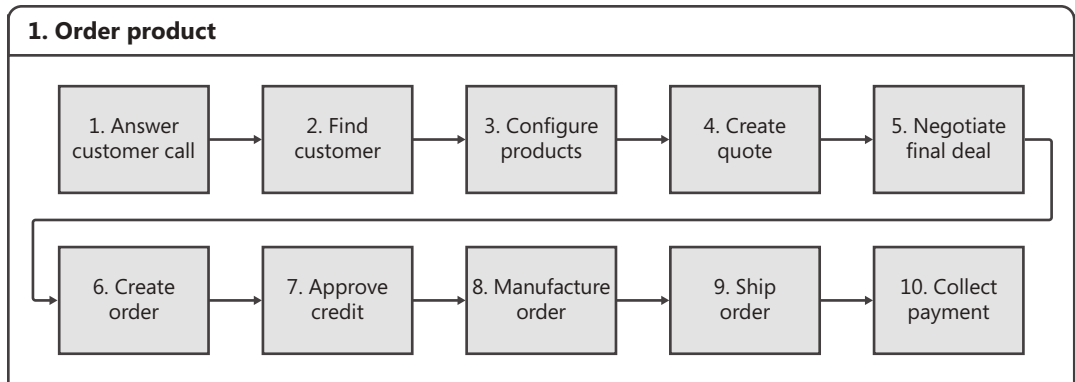 1. Order product
1. Answer
customer call
2. Find
customer
3. Configure
products
4. Create
quote
5. Negotiate
final deal
6. Create
order
7. Approve
credit
8. Manufacture
order
9. Ship
order
10. Collect
payment